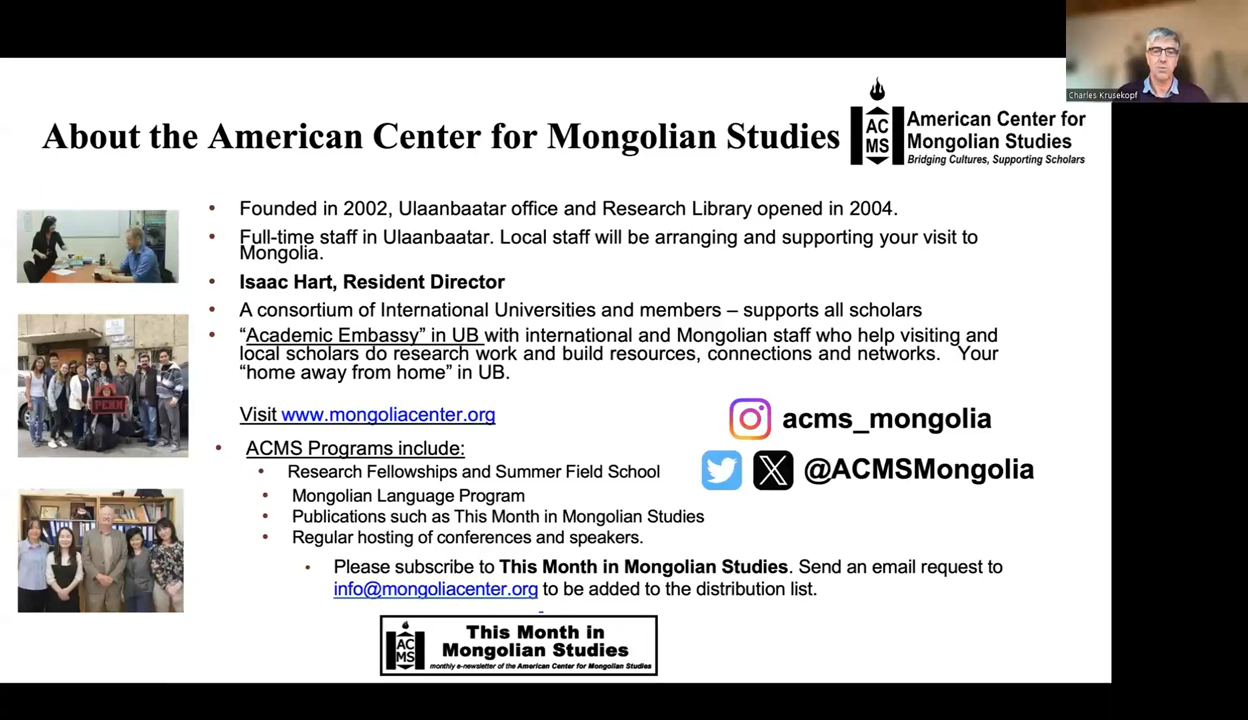 Charles Krusekopf
About the American Center for Mongolian Studies
AC
MS
American Center for
Mongolian Studies
Bridging Cultures, Supporting Scholars
• Founded in 2002, Ulaanbaatar office and Research Library opened in 2004.
• Full-time staff in Ulaanbaatar. Local staff will be arranging and supporting your visit to
Mongolia.
• Isaac Hart, Resident Director
• A consortium of International Universities and members – supports all scholars
• “Academic Embassy” in UB with international and Mongolian staff who help visiting and
local scholars do research work and build resources, connections and networks. Your
“home away from home” in UB.
Visit www.mongoliacenter.org
acms_mongolia
@ACMSMongolia
• ACMS Programs include:
• Research Fellowships and Summer Field School
• Mongolian Language Program
• Publications such as This Month in Mongolian Studies
• Regular hosting of conferences and speakers.
• Please subscribe to This Month in Mongolian Studies. Send an email request to
info@mongoliacenter.org to be added to the distribution list.
PENN
AC
MS
This Month in
Mongolian Studies
monthly e-newsletter of the American Center for Mongolian Studies